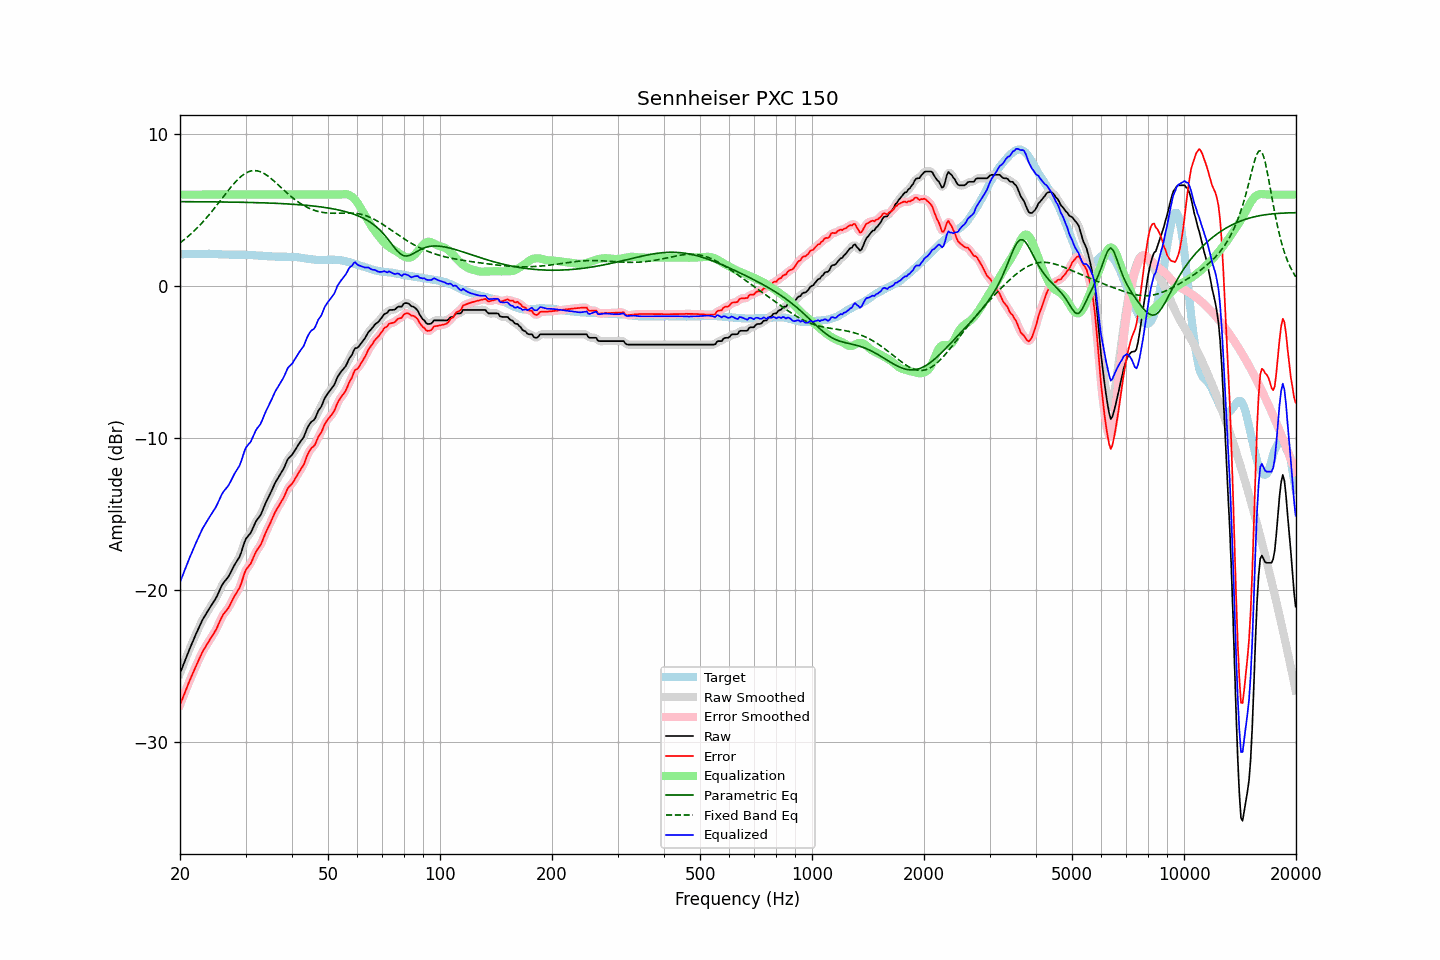 Sennheiser PXC 150
10
0
−10
−20
−30
Amplitude (dBr)
Target
Raw Smoothed
Error Smoothed
Raw
Error
Equalization
Parametric Eq
Fixed Band Eq
Equalized
20 50 100 200 500 1000 2000 5000 10000 20000
Frequency (Hz)